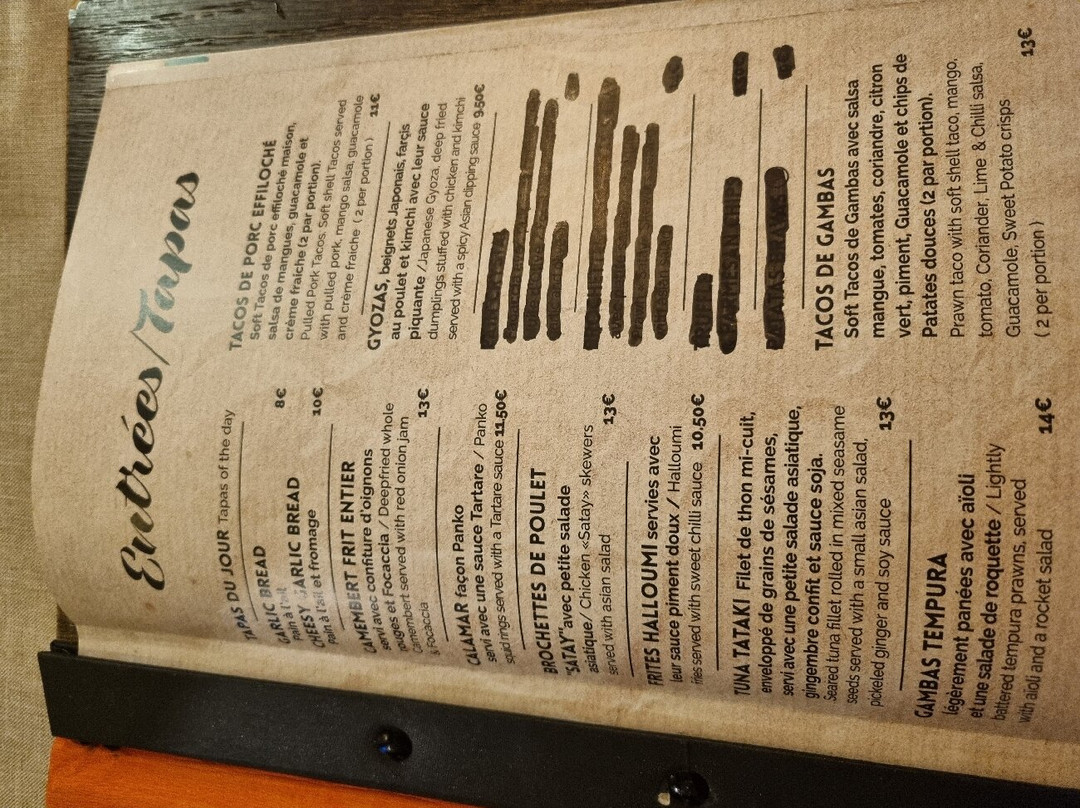 Entrées/Tapas
TAPAS DU JOUR Tapas of the day
GARLIC BREAD 8€
pain à l'ail
CHEESY GARLIC BREAD 10€
pain à l'ail et fromage
CAMEMBERT FRIT ENTIER
servi avec confiture d'oignons
rouges et Focaccia / Deepfried whole
Camembert served with red onion jam
& Focaccia 13€
CALAMAR façon Panko
servi avec une sauce Tartare / Panko
squid rings served with a Tartare sauce 11.50€
BROCHETTES DE POULET
"SATAY" avec petite salade
asiatique / Chicken «Satay» skewers
served with asian salad 13€
FRITES HALLOUMI servies avec
leur sauce piment doux / Halloumi
fries served with sweet chilli sauce 10.50€
TUNA TATAKI Filet de thon mi-cuit,
enveloppé de grains de sésames,
servi avec une petite salade asiatique,
gingembre confit et sauce soja.
Seared tuna fillet rolled in mixed seasame
seeds served with a small asian salad,
pickeled ginger and soy sauce 13€
GAMBAS TEMPURA
légèrement panées avec aïoli
et une salade de roquette / Lightly
battered tempura prawns, served
with aioli and a rocket salad 14€
TACOS DE PORC EFFILOCHÉ
Soft Tacos de porc effiloché maison,
salsa de mangues, guacamole et
crème fraiche (2 par portion).
Pulled Pork Tacos. Soft shell Tacos served
with pulled pork, mango salsa, guacamole
and crème fraiche ( 2 per portion ) 11€
GYOZAS, beignets Japonais, farçis
au poulet et kimchi avec leur sauce
piquante / Japanese Gyoza, deep fried
dumplings stuffed with chicken and kimchi
served with a spicy Asian dipping sauce 9.50€
TACOS DE GAMBAS
Soft Tacos de Gambas avec salsa
mangue, tomates, coriandre, citron
vert, piment, Guacamole et chips de
Patates douces (2 par portion).
Prawn taco with soft shell taco, mango,
tomato, Coriander, Lime & Chilli salsa,
Guacamole, Sweet Potato crisps
( 2 per portion ) 13€